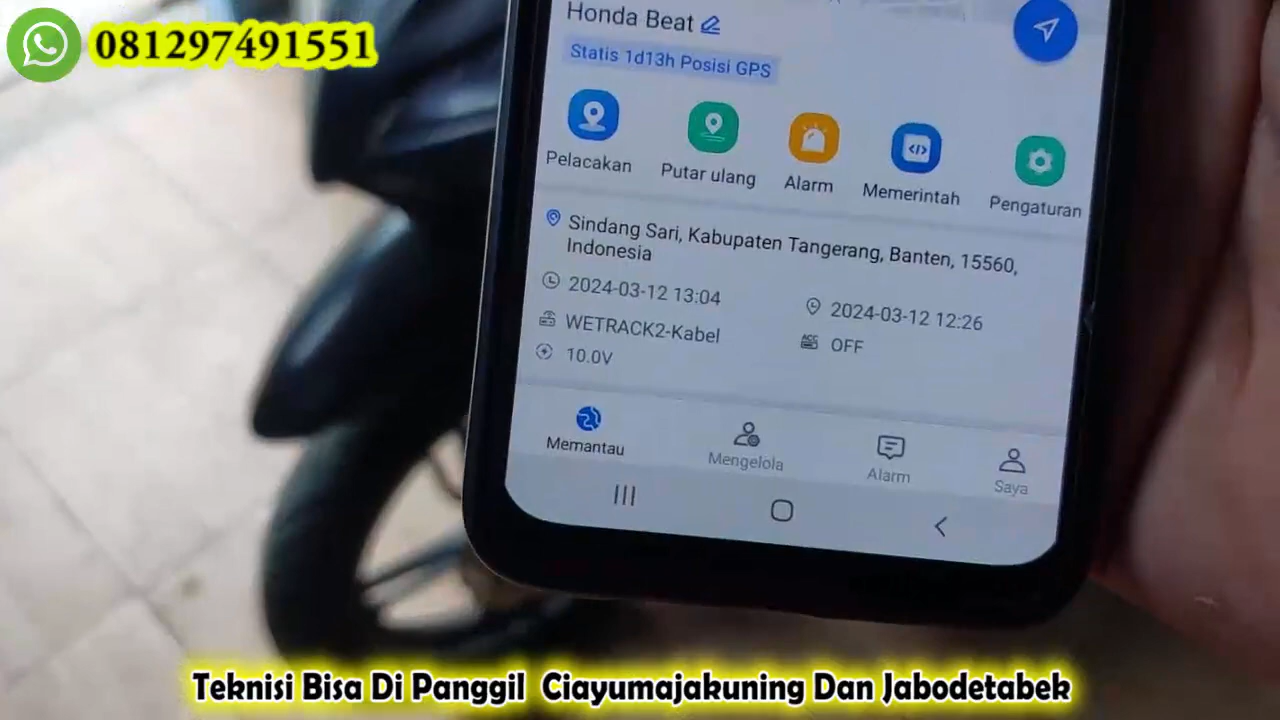 081297491551
Honda Beat
Statis 1d13h Posisi GPS
Pelacakan
Putar ulang
Alarm
Memerintah
Pengaturan
Sindang Sari, Kabupaten Tangerang, Banten, 15560,
Indonesia
2024-03-12 13:04
2024-03-12 12:26
WETRACK2-Kabel
ACC
OFF
10.0V
Memantau
Mengelola
Alarm
Saya
Teknisi Bisa Di Panggil Ciayumajakuning Dan Jabodetabek